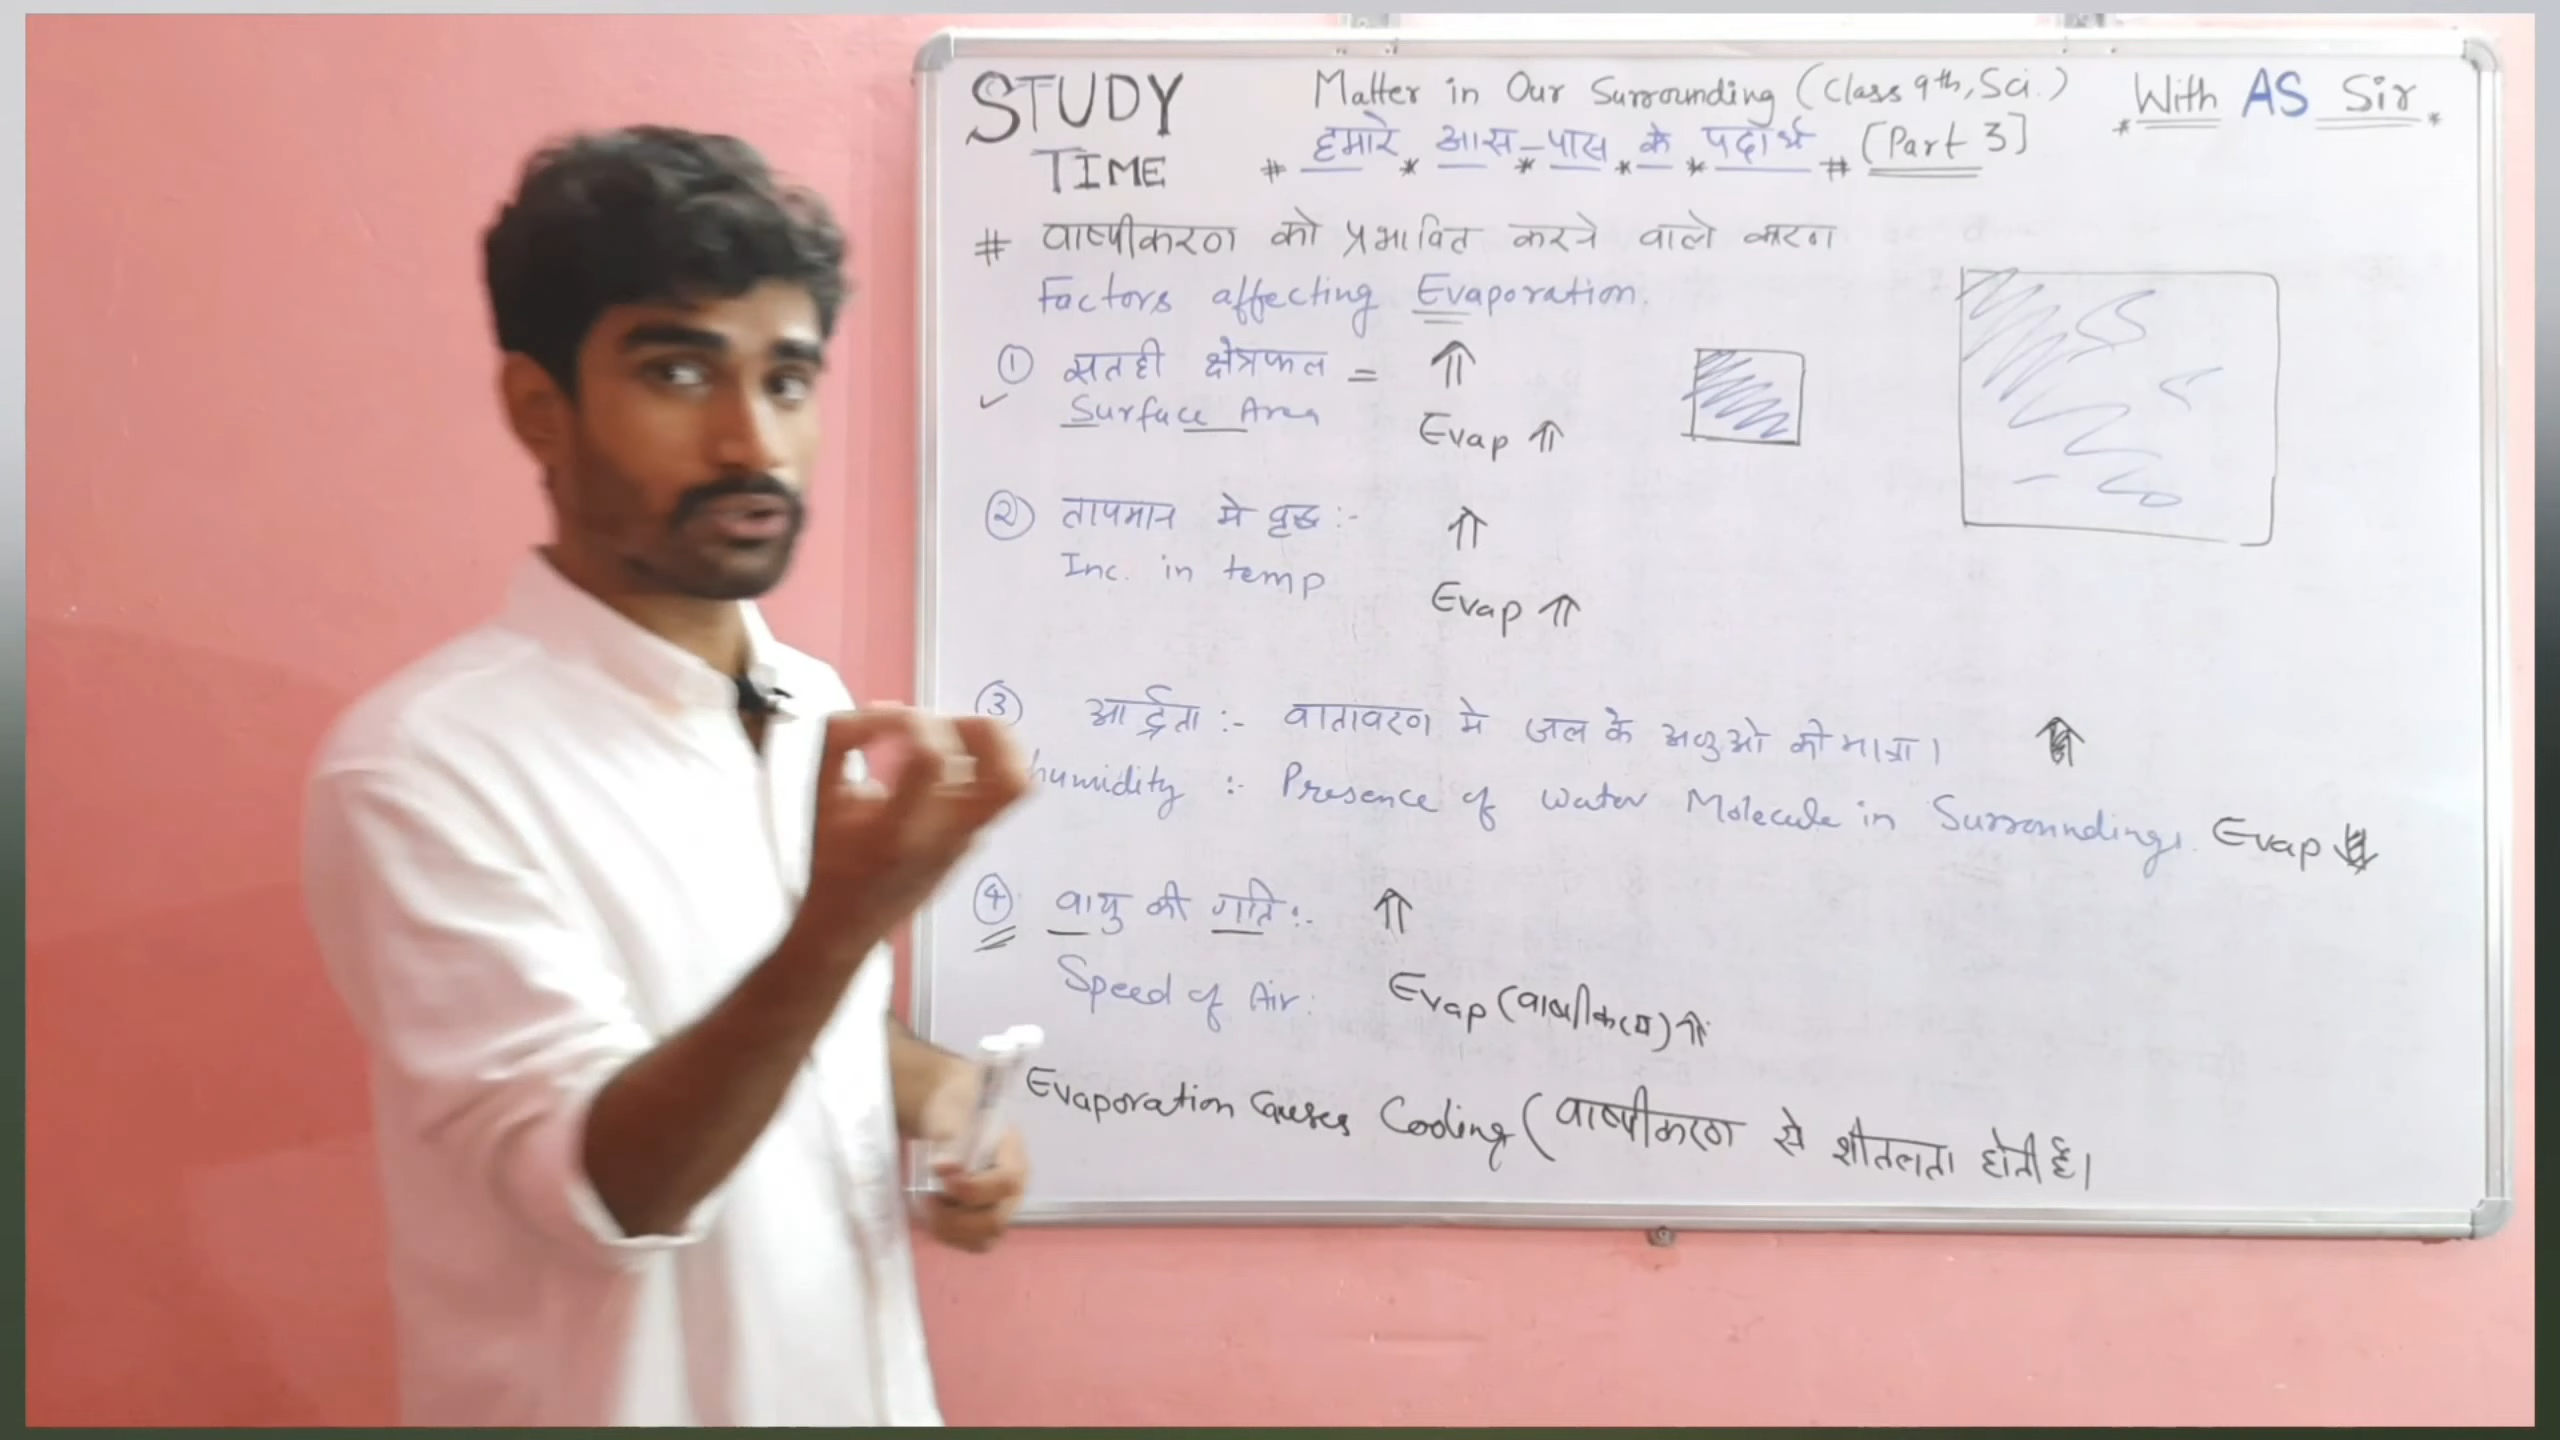 STUDY
TIME
Matter in Our Surrounding (Class 9th, Sci.)
With AS Sir
# हमारे आस-पास के पदार्थ # [Part 3]
# वाष्पीकरण को प्रभावित करने वाले कारण
Factors affecting Evaporation.
① सतही क्षेत्रफल = ⇑
Surface Area Evap ⇑
② तापमान मे वृद्ध :- ⇑
Inc. in temp Evap ⇑
③ आर्द्रता :- वातावरण मे जल के अणुओ की मात्रा। ⇑
humidity :- Presence of Water Molecule in Surroundings. Evap ⇓
④ वायु की गति :- ⇑
Speed of Air: Evap (वाष्पीकरण) ⇑
Evaporation Causes Cooling (वाष्पीकरण से शीतलता होती है।